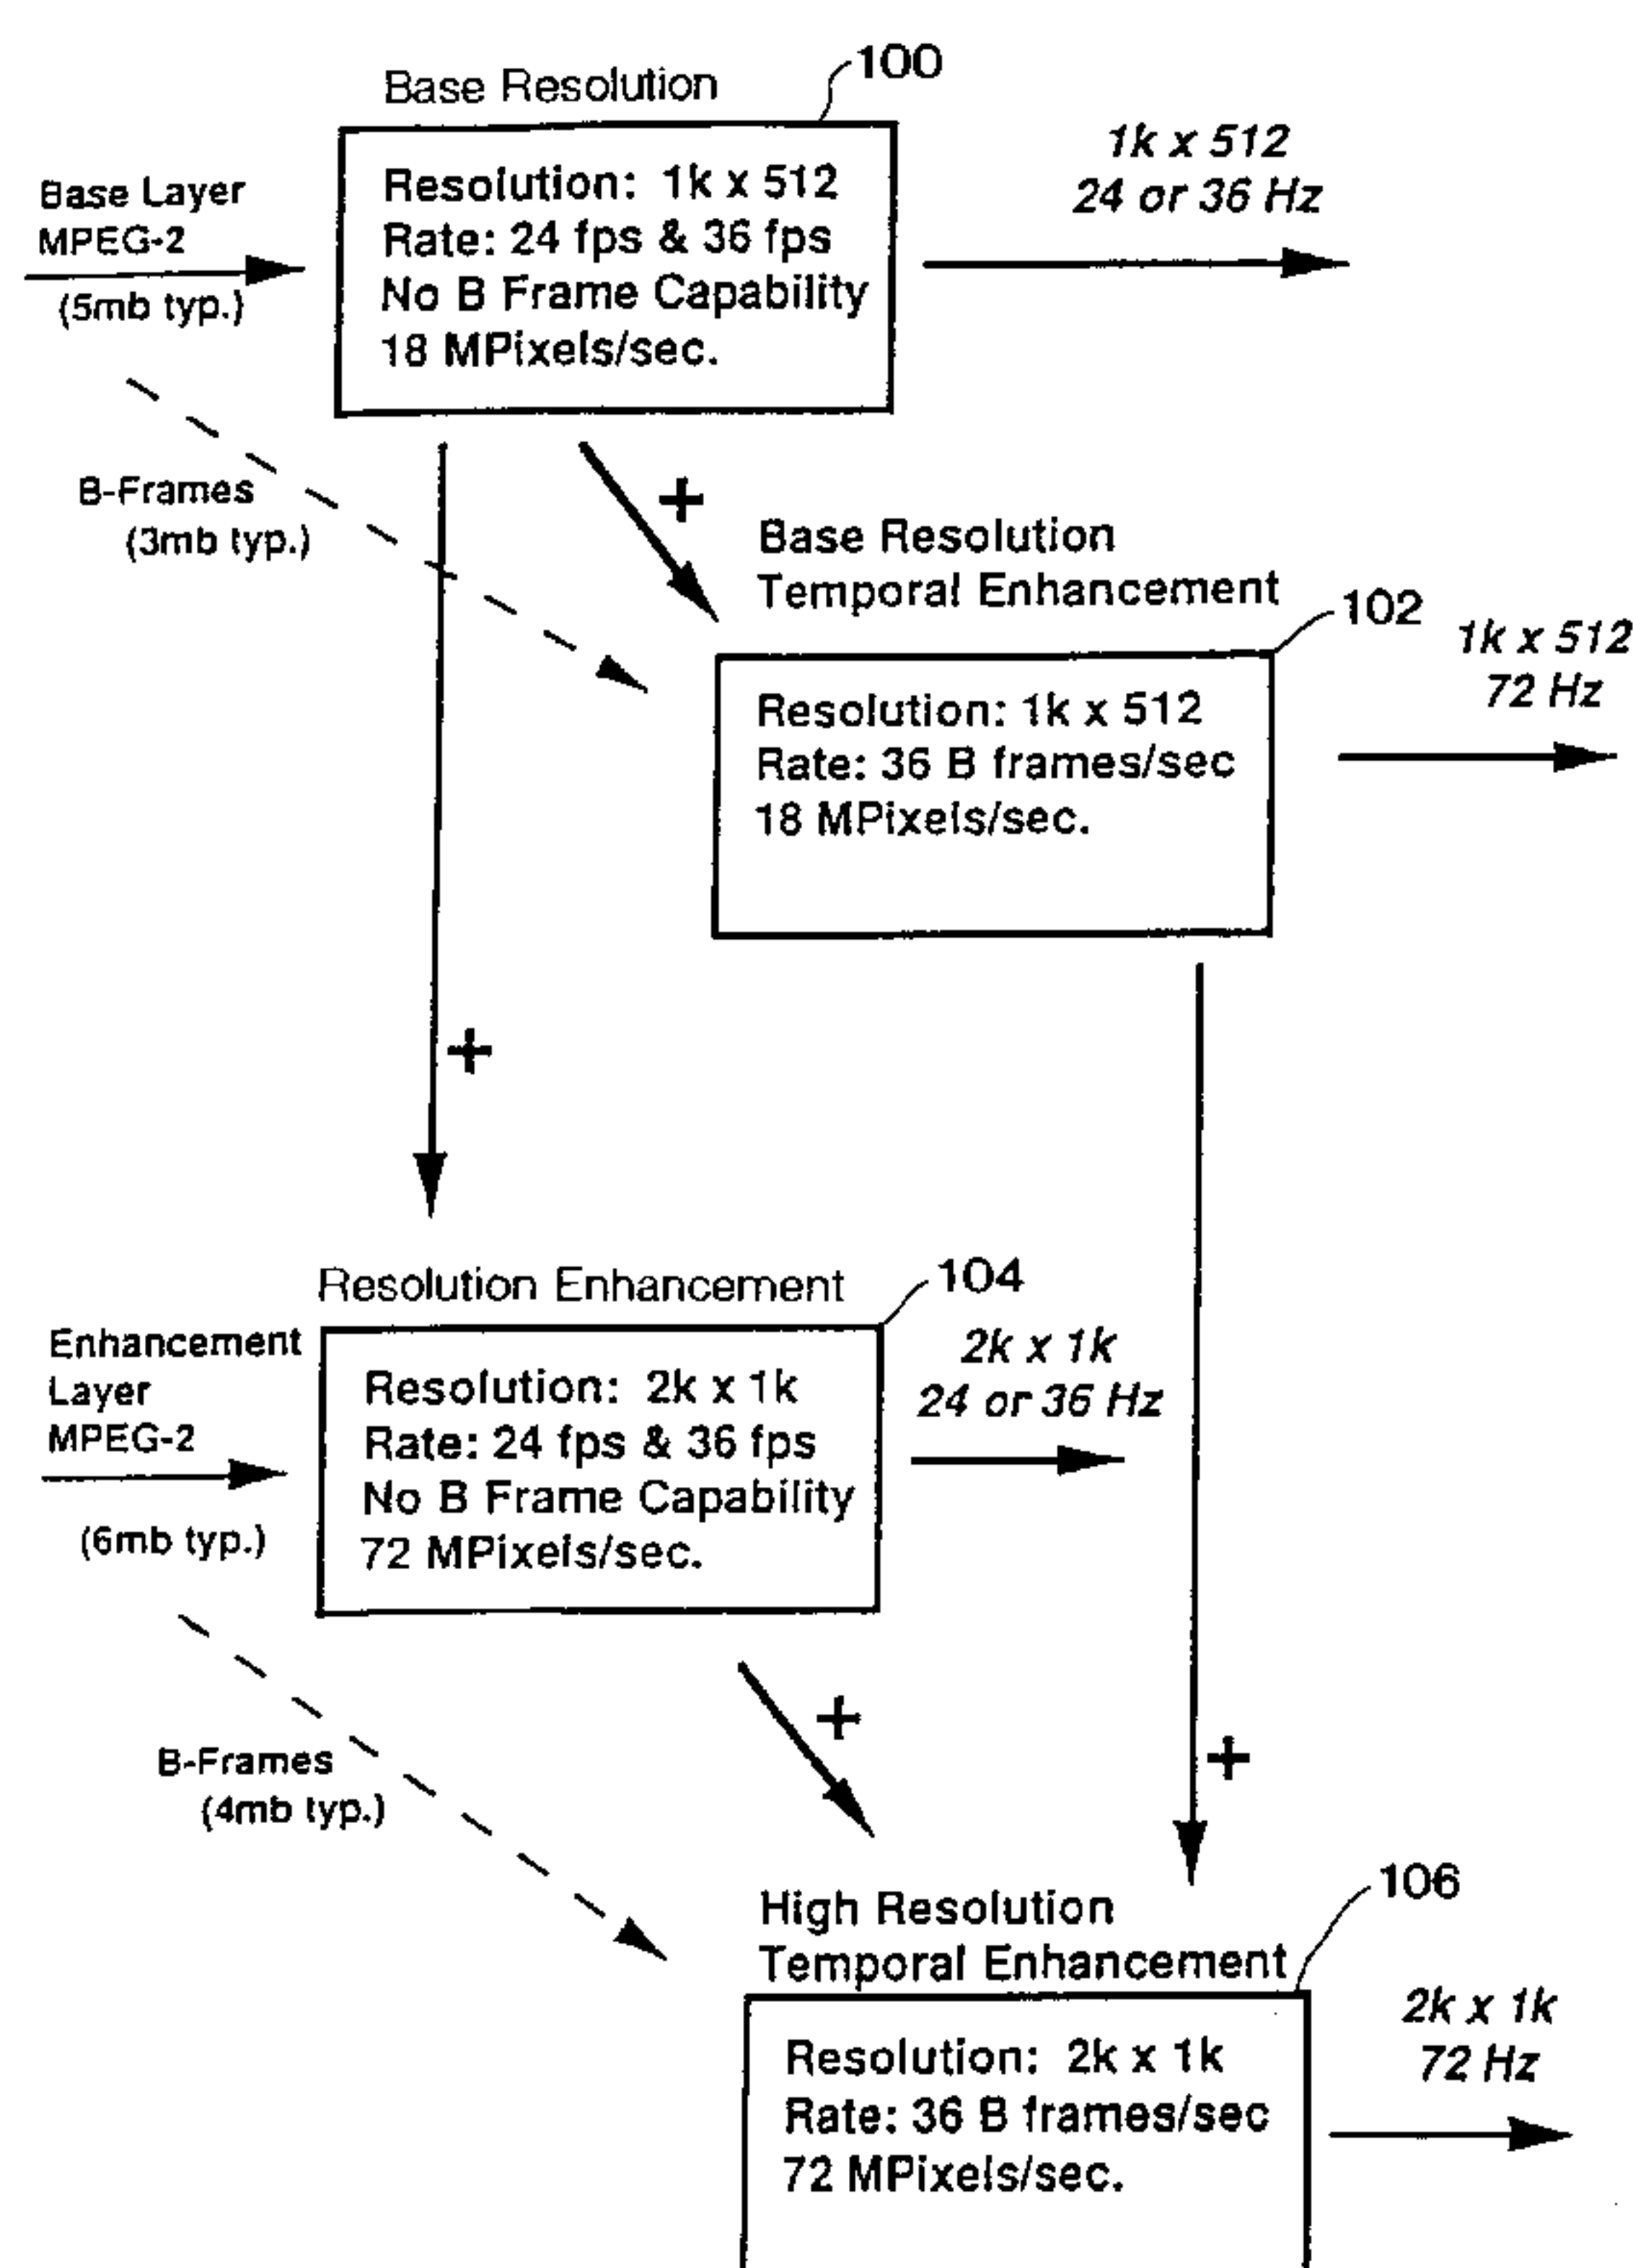 100
Base Resolution
Resolution: 1k x 512
Rate: 24 fps & 36 fps
No B Frame Capability
18 MPixels/sec.
Base Layer
MPEG-2
(5mb typ.)
1k x 512
24 or 36 Hz
B-Frames
(3mb typ.)
+
Base Resolution
Temporal Enhancement
102
Resolution: 1k x 512
Rate: 36 B frames/sec
18 MPixels/sec.
1k x 512
72 Hz
+
Resolution Enhancement
104
Enhancement
Layer
MPEG-2
(6mb typ.)
Resolution: 2k x 1k
Rate: 24 fps & 36 fps
No B Frame Capability
72 MPixels/sec.
2k x 1k
24 or 36 Hz
B-Frames
(4mb typ.)
+
+
High Resolution
Temporal Enhancement
106
Resolution: 2k x 1k
Rate: 36 B frames/sec
72 MPixels/sec.
2k x 1k
72 Hz